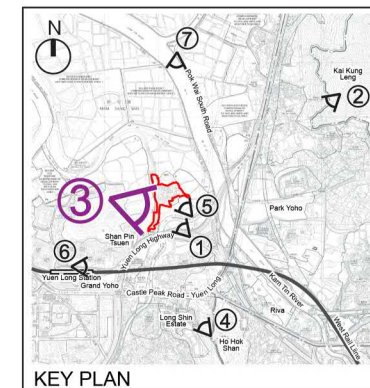 N
⑦
Pok Wai South Road
Kai Kung
Leng
②
③
⑤
Park Yoho
Shan Pin
Tsuen
Yuen Long Highway
①
⑥
Yuen Long Station
Grand Yoho
Castle Peak Road - Yuen Long
Kam Tin River
Long Shin
Estate
④
Riva
Ho Hok
Shan
West Rail Line
KEY PLAN